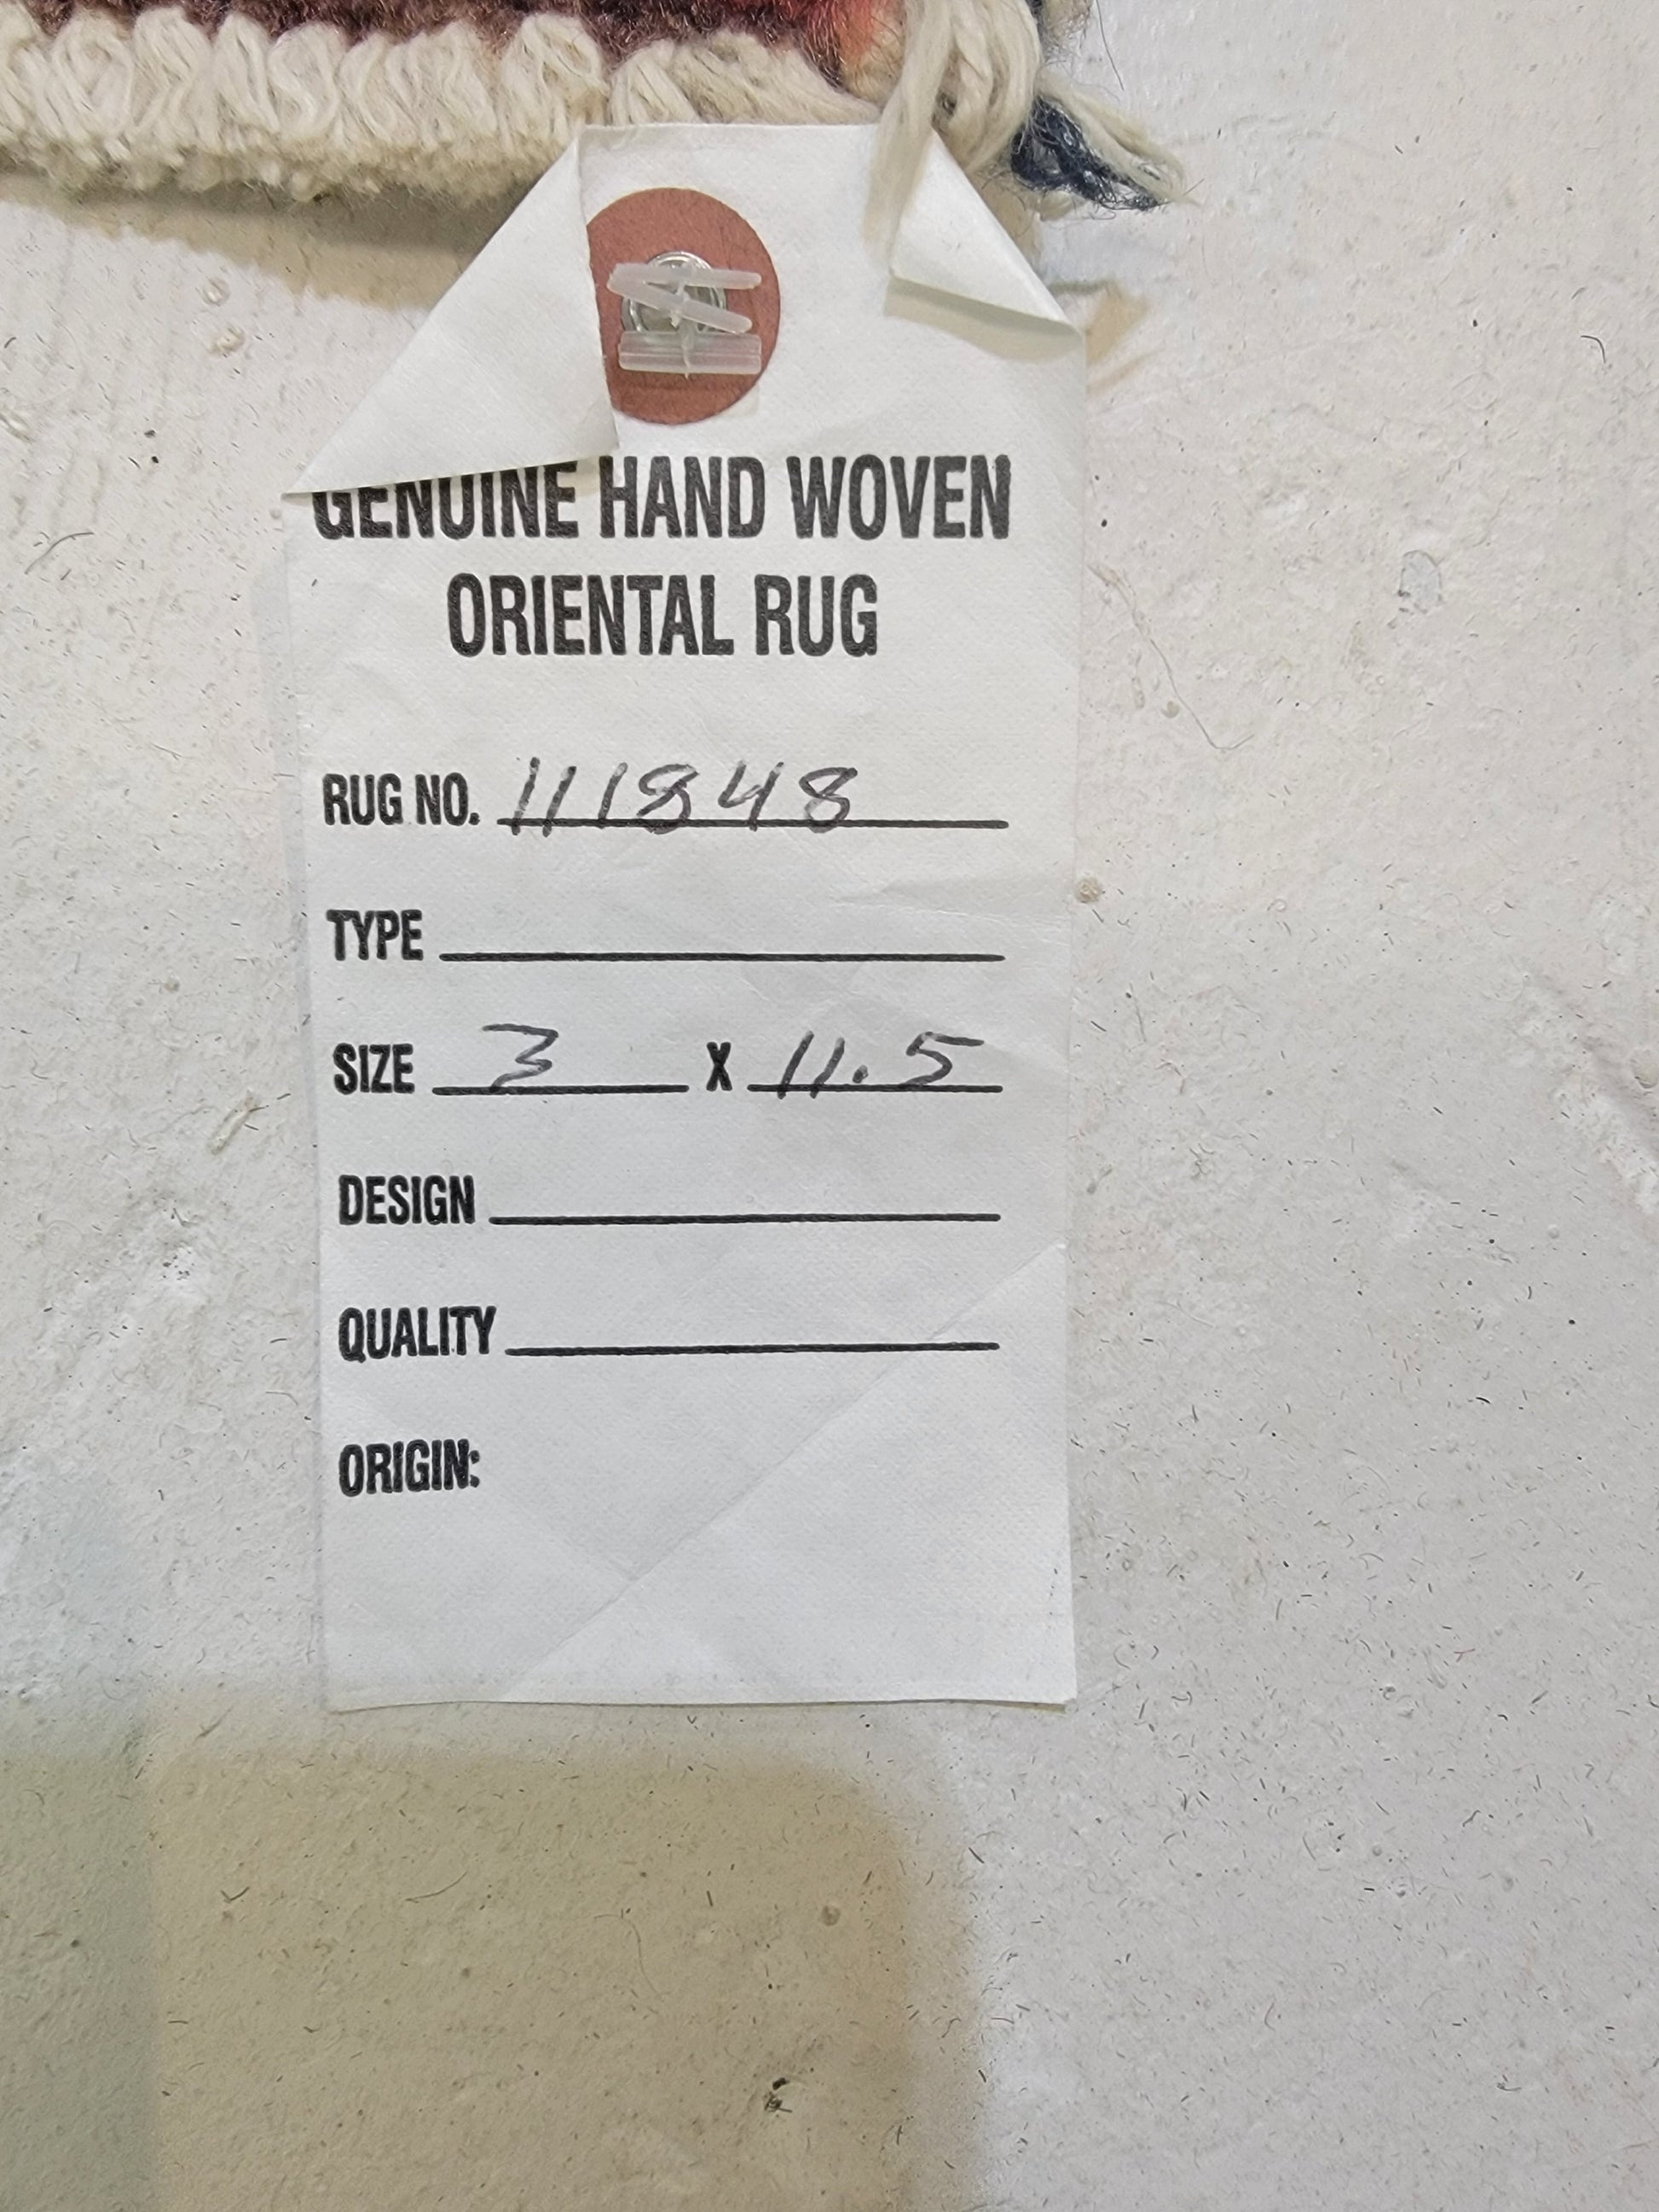 GENUINE HAND WOVEN
ORIENTAL RUG
RUG NO. 111848
TYPE
SIZE 3 X 11.5
DESIGN
QUALITY
ORIGIN: